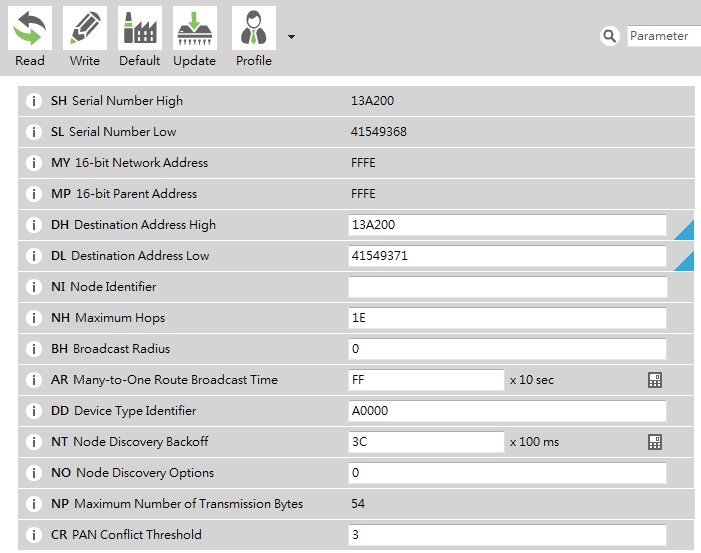 Read Write Default Update Profile Parameter
SH Serial Number High 13A200
SL Serial Number Low 41549368
MY 16-bit Network Address FFFE
MP 16-bit Parent Address FFFE
DH Destination Address High 13A200
DL Destination Address Low 41549371
NI Node Identifier
NH Maximum Hops 1E
BH Broadcast Radius 0
AR Many-to-One Route Broadcast Time FF x 10 sec
DD Device Type Identifier A0000
NT Node Discovery Backoff 3C x 100 ms
NO Node Discovery Options 0
NP Maximum Number of Transmission Bytes 54
CR PAN Conflict Threshold 3